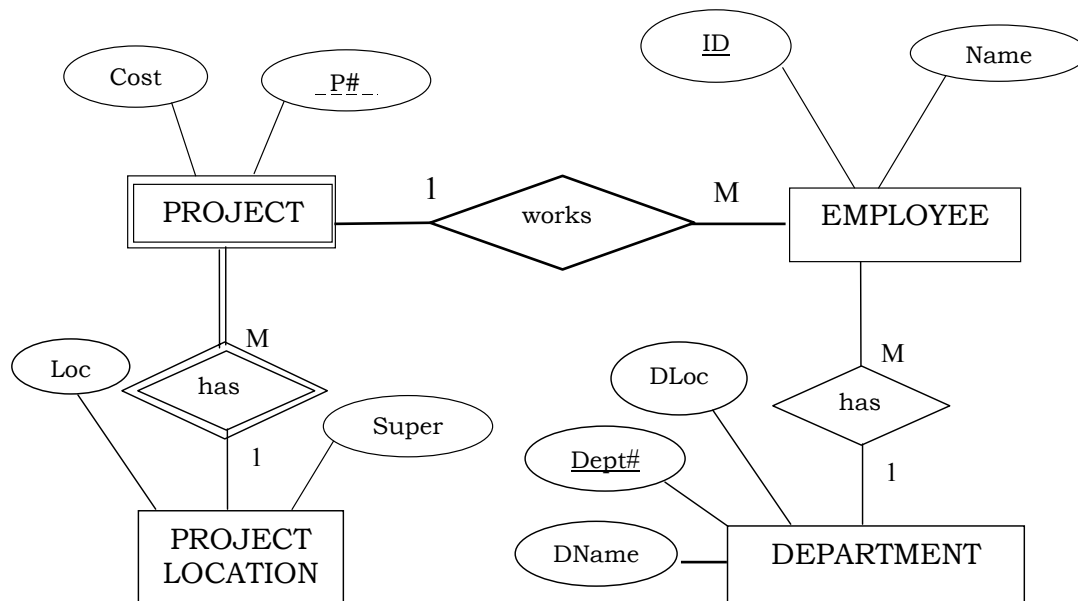 ID
Name
Cost
P#
1
M
PROJECT
works
EMPLOYEE
M
Loc
has
DLoc
M
has
Super
Dept#
1
1
PROJECT
LOCATION
DName
DEPARTMENT